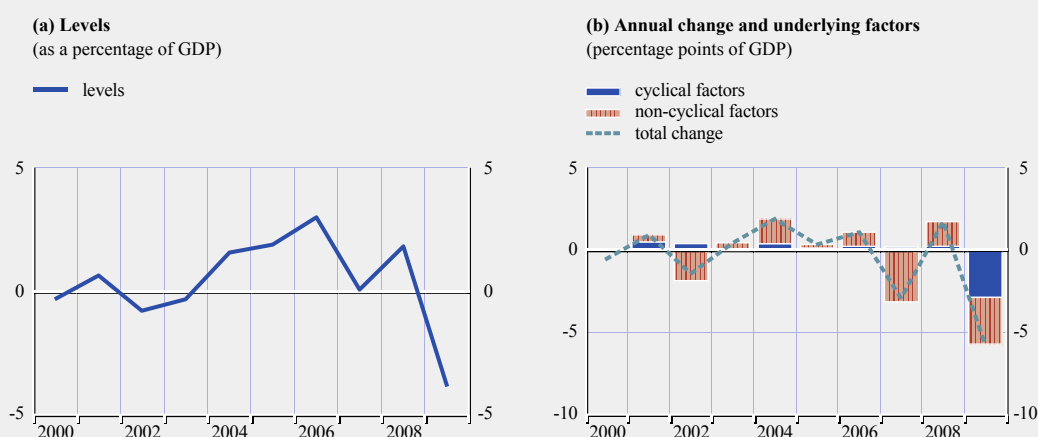 (a) Levels
(as a percentage of GDP)
levels
5
5
0
0
-5
-5
2000 2002 2004 2006 2008
(b) Annual change and underlying factors
(percentage points of GDP)
cyclical factors
non-cyclical factors
total change
5
5
0
0
-5
-5
-10
-10
2000 2002 2004 2006 2008